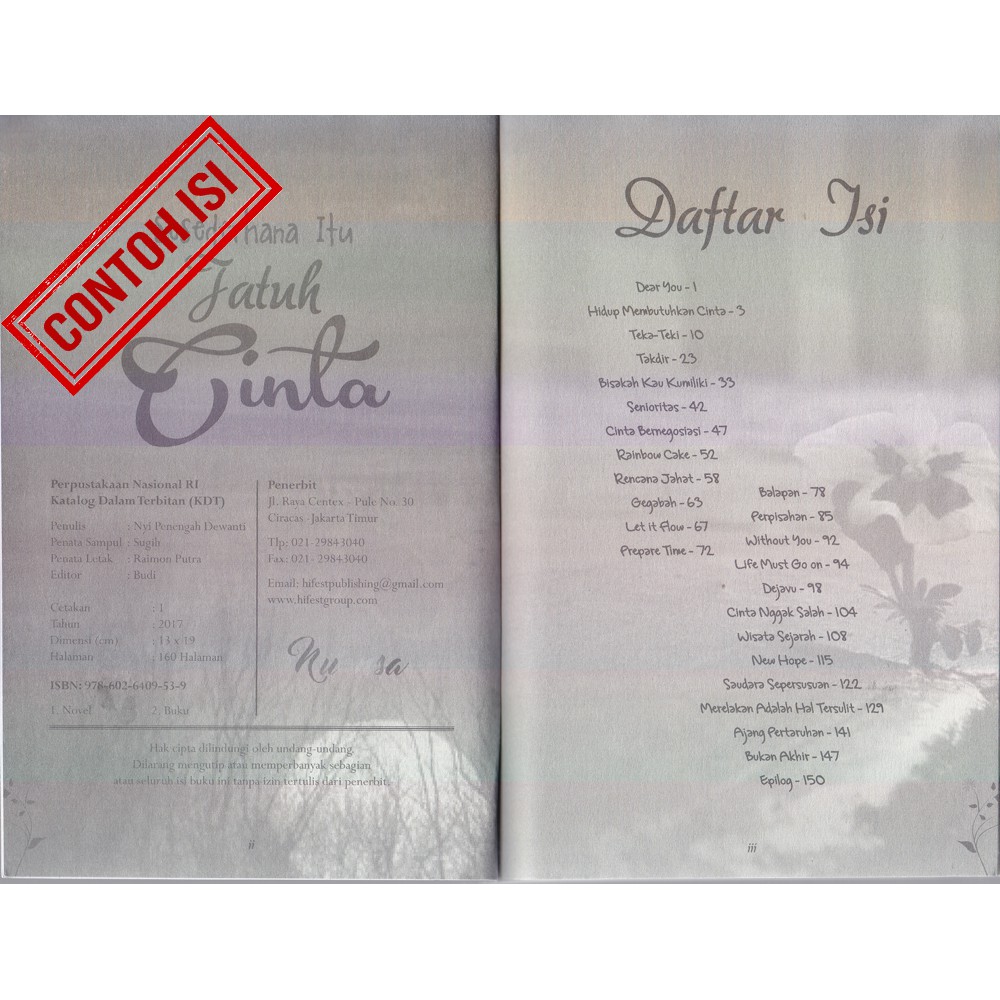 CONTOH ISI
Itu
Jatuh
Cinta
Perpustakaan Nasional RI
Katalog Dalam Terbitan (KDT)
Penulis : Nyi Penengah Dewanti
Penata Sampul : Sugih
Penata Letak : Raimon Putra
Editor : Budi
Cetakan : 1
Tahun : 2017
Dimensi (cm) : 13 x 19
Halaman : 160 Halaman
ISBN: 978-602-6409-53-9
1. Novel 2. Buku
Penerbit
Jl. Raya Centex - Pule No. 30
Ciracas -Jakarta Timur
Tlp: 021-29843040
Fax: 021- 29843040
Email: hifestpublishing@gmail.com
www.hifestgroup.com
Nu sa
Hak cipta dilindungi oleh undang-undang.
Dilarang mengutip atau memperbanyak sebagian
atau seluruh isi buku ini tanpa izin tertulis dari penerbit.
ii
Daftar Isi
Dear You - 1
Hidup Membutuhkan Cinta - 3
Teka-Teki - 10
Takdir - 23
Bisakah Kau Kumiliki - 33
Senioritas - 42
Cinta Bernegosiasi - 47
Rainbow Cake - 52
Rencana Jahat - 58
Gegabah - 63
Let it Flow - 67
Prepare Time - 72
Balapan - 78
Perpisahan - 85
Without You - 92
Life Must Go on - 94
Dejavu - 98
Cinta Nggak Salah - 104
Wisata Sejarah - 108
New Hope - 115
Saudara Sepersusuan - 122
Merelakan Adalah Hal Tersulit - 129
Ajang Pertaruhan - 141
Bukan Akhir - 147
Epilog - 150
iii